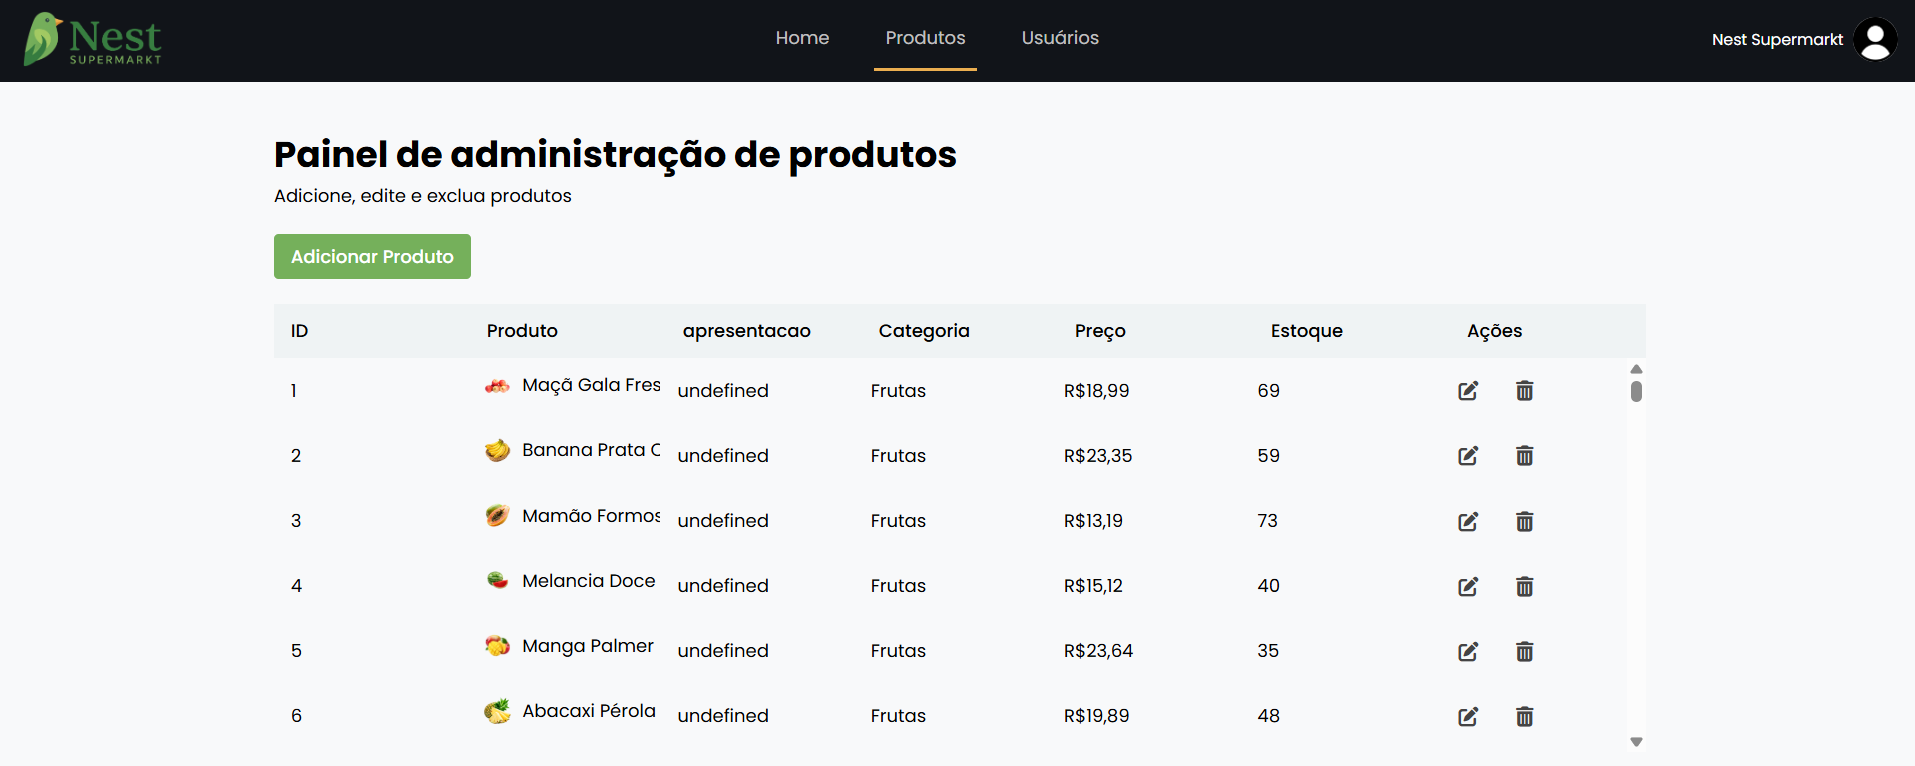 Nest
SUPERMARKT
Home Produtos Usuários
Nest Supermarkt
Painel de administração de produtos
Adicione, edite e exclua produtos
Adicionar Produto
ID Produto apresentacao Categoria Preço Estoque Ações
1 Maçã Gala Fres undefined Frutas R$18,99 69
2 Banana Prata undefined Frutas R$23,35 59
3 Mamão Formos undefined Frutas R$13,19 73
4 Melancia Doce undefined Frutas R$15,12 40
5 Manga Palmer undefined Frutas R$23,64 35
6 Abacaxi Pérola undefined Frutas R$19,89 48